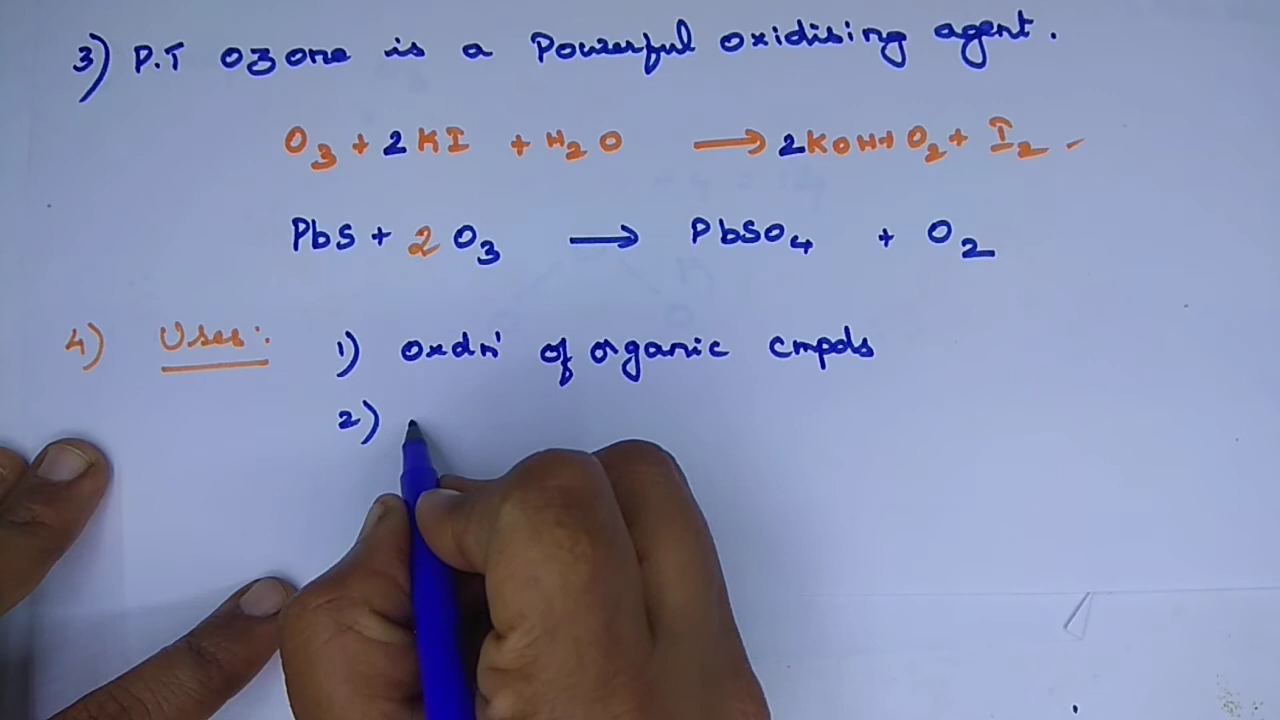 3) P.T ozone is a Powerful oxidising agent.
O3 + 2KI + H2O ⟶ 2KOH + O2 + I2
PbS + 2O3 ⟶ PbSO4 + O2
4) Uses: 1) oxdn' of organic cmpds
2)